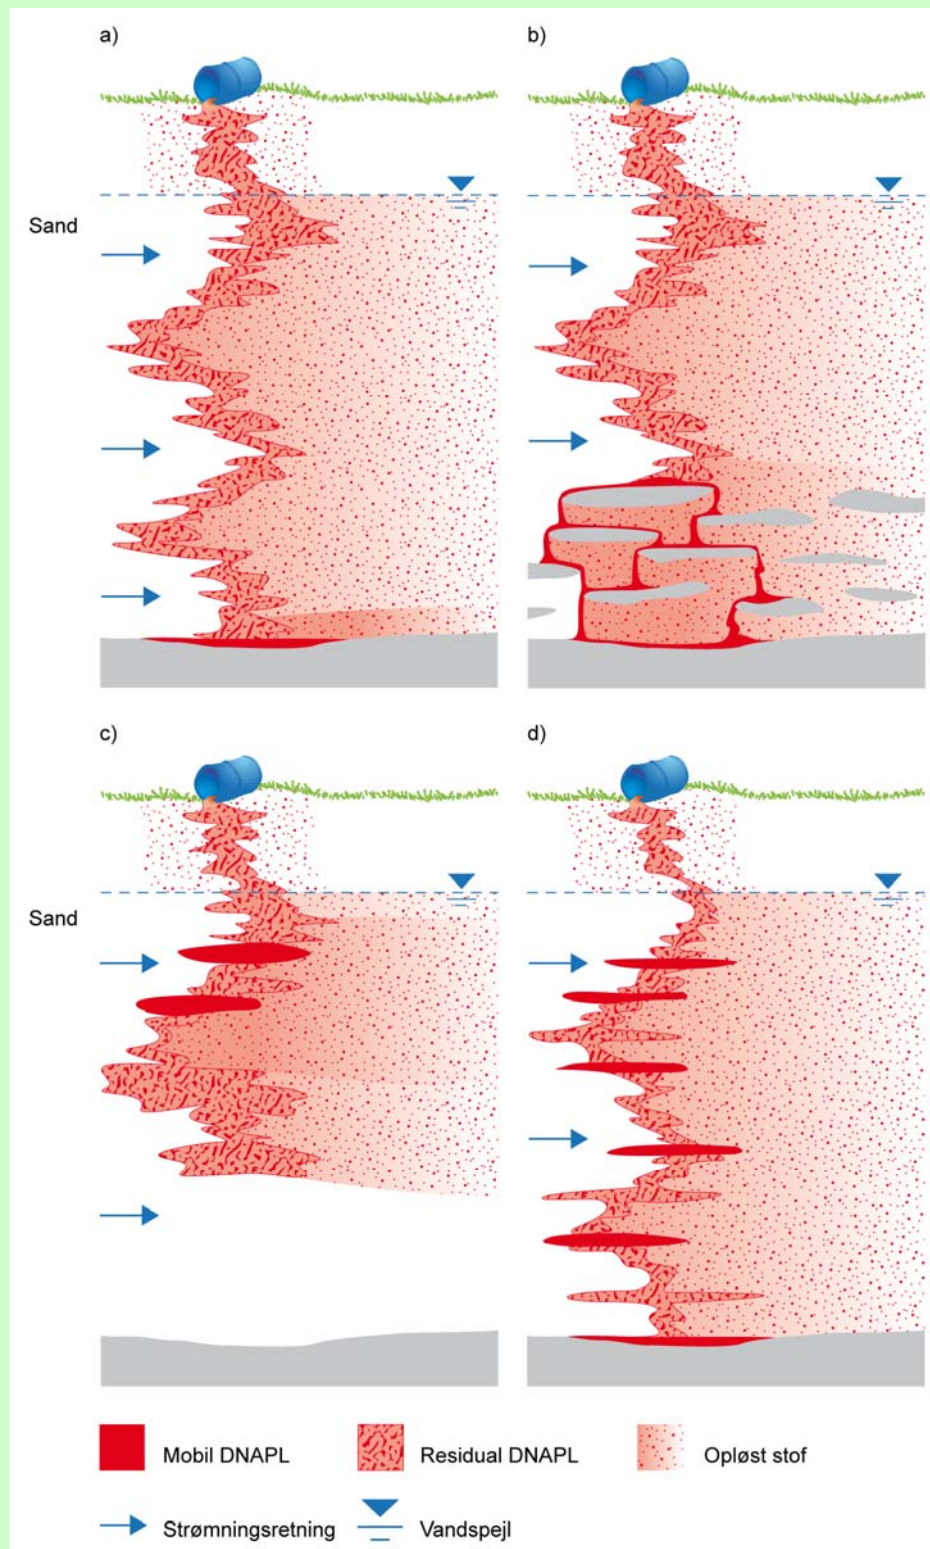 a)
b)
Sand
c)
d)
Sand
Mobil DNAPL
Residual DNAPL
Opløst stof
Strømningsretning
Vandspejl